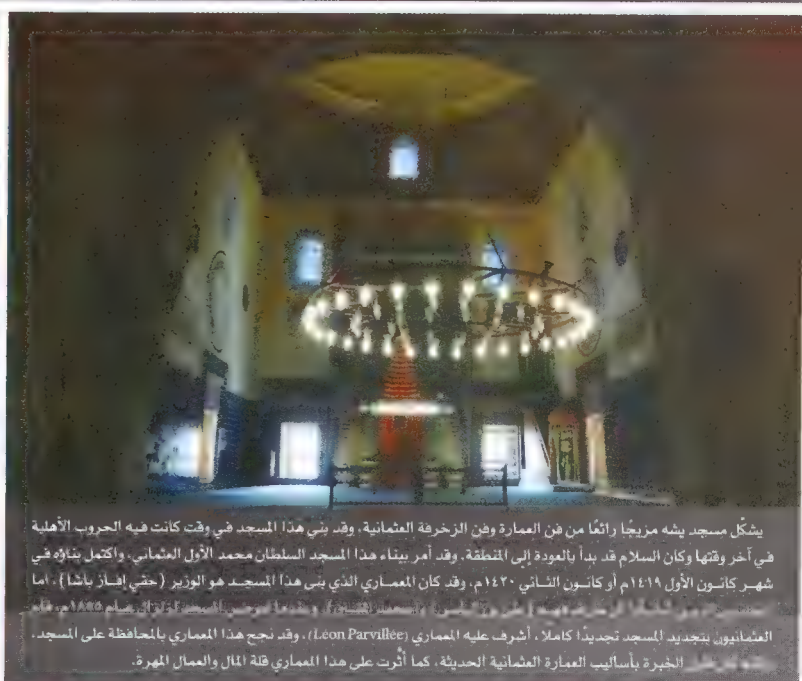 يشكّل مسجد يشه مزيجًا رائعًا من فن العمارة وفن الزخرفة العثمانية، وقد بني هذا المسجد في وقت كانت فيه الحروب الأهلية
في آخر وقتها وكان السلام قد بدأ بالعودة إلى المنطقة. وقد أمر ببناء هذا المسجد السلطان محمد الأول العثماني، واكتمل بناؤه في
شهر كانون الأول ١٤١٩م أو كانون الثاني ١٤٢٠م، وقد كان المعماري الذي بنى هذا المسجد هو الوزير (حقي إفاز باشا)، أما
العثمانيون بتجديد المسجد تجديدًا كاملا، أشرف عليه المعماري (Léon Parvillée)، وقد نجح هذا المعماري بالمحافظة على المسجد،
الخبرة بأساليب العمارة العثمانية الحديثة، كما أثرت على هذا المعماري قلة المال والعمال المهرة.